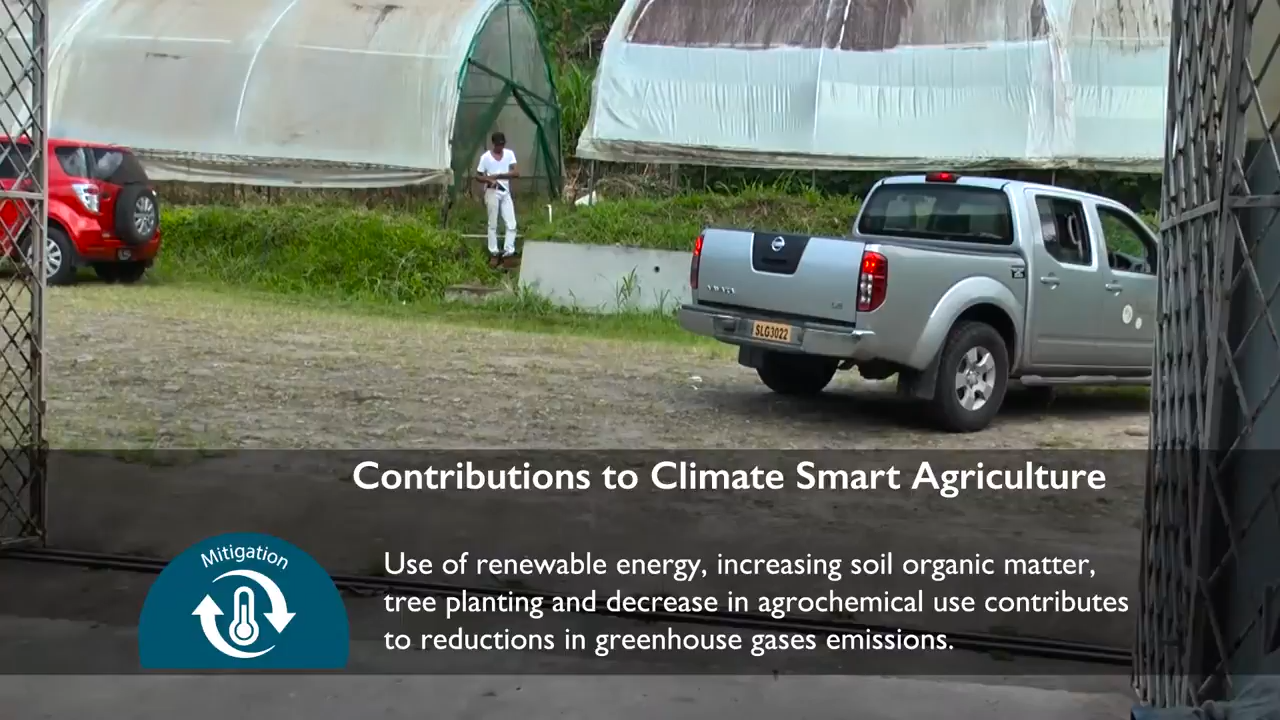 SLG3022
Contributions to Climate Smart Agriculture
Mitigation
Use of renewable energy, increasing soil organic matter,
tree planting and decrease in agrochemical use contributes
to reductions in greenhouse gases emissions.